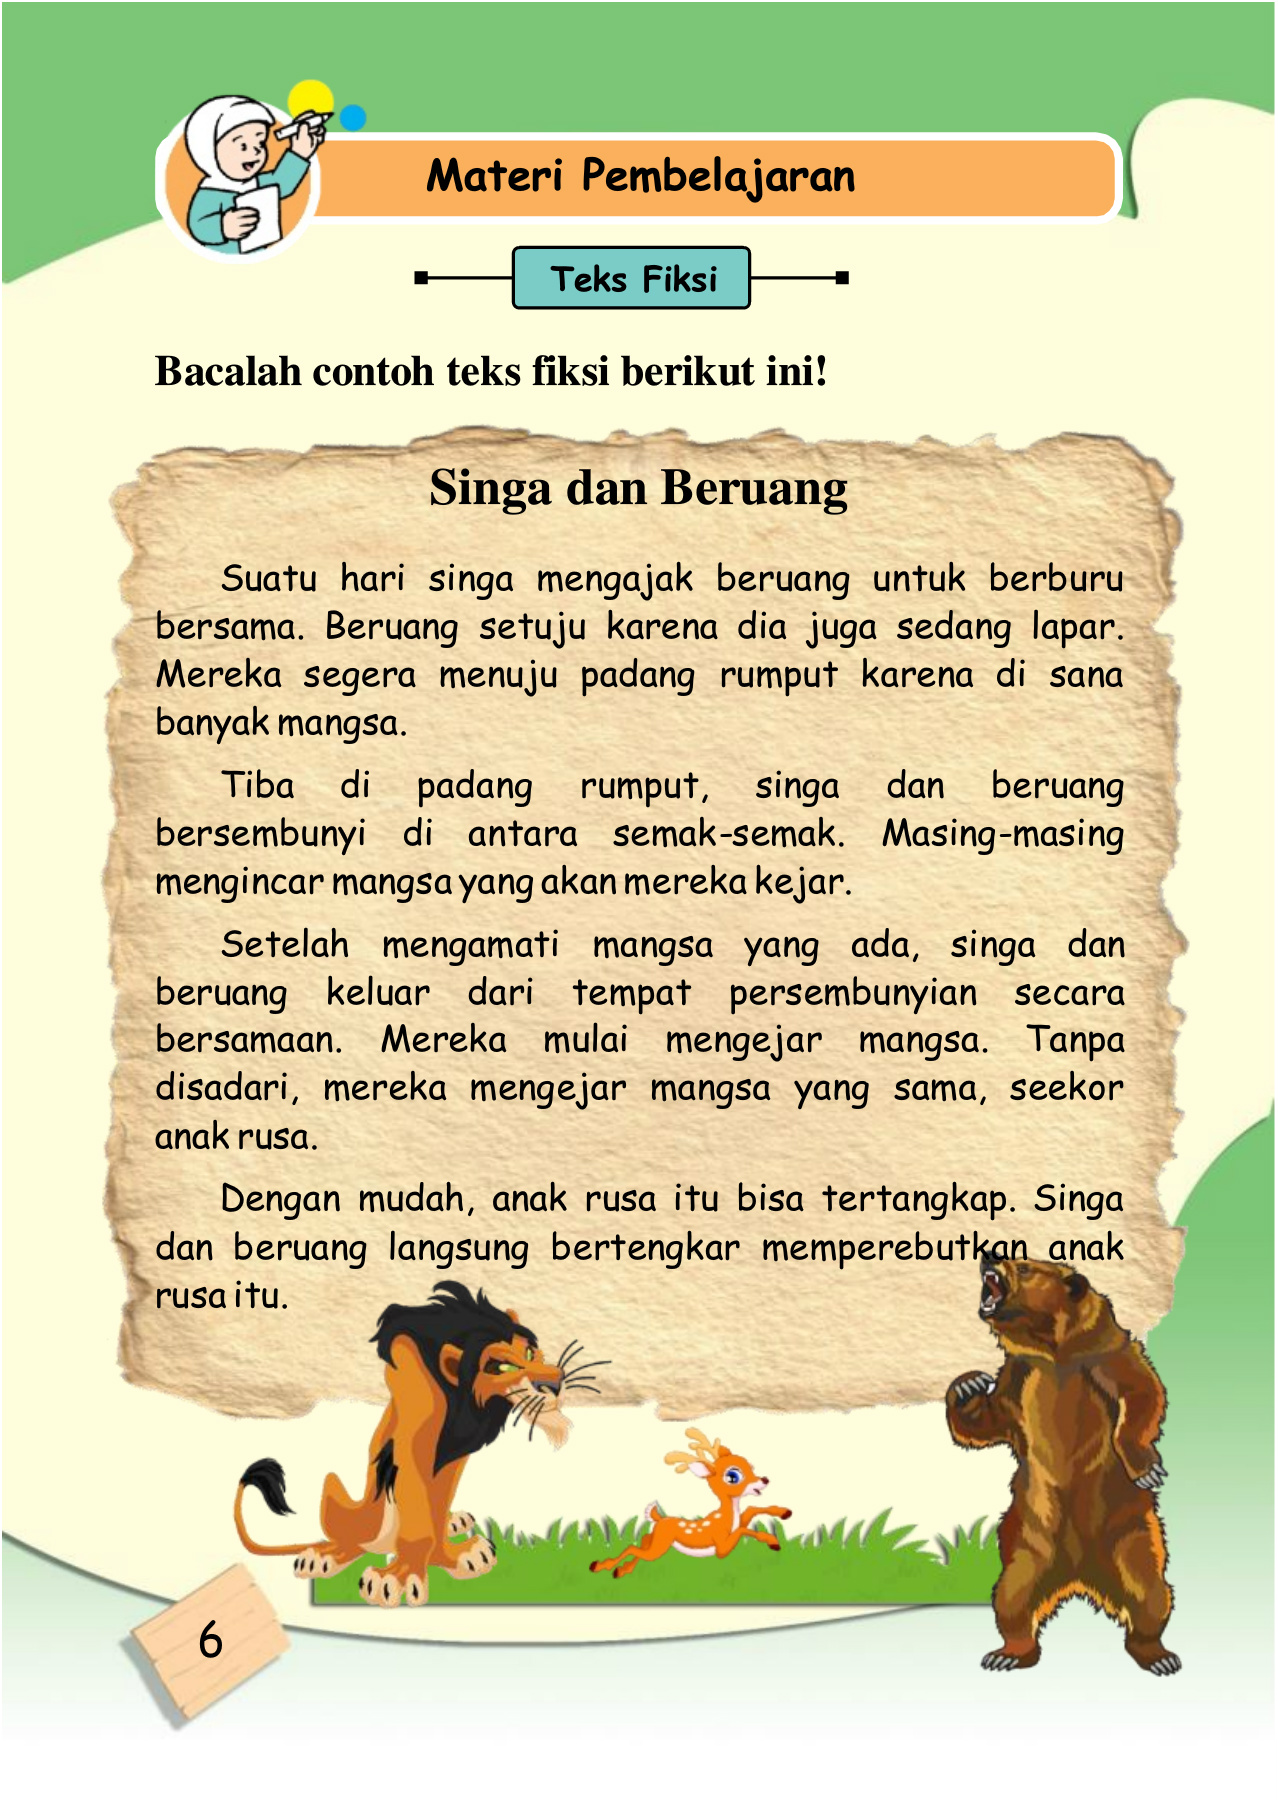 Materi Pembelajaran
Teks Fiksi
Bacalah contoh teks fiksi berikut ini!
Singa dan Beruang
Suatu hari singa mengajak beruang untuk berburu
bersama. Beruang setuju karena dia juga sedang lapar.
Mereka segera menuju padang rumput karena di sana
banyak mangsa.
Tiba di padang rumput, singa dan beruang
bersembunyi di antara semak-semak. Masing-masing
mengincar mangsa yang akan mereka kejar.
Setelah mengamati mangsa yang ada, singa dan
beruang keluar dari tempat persembunyian secara
bersamaan. Mereka mulai mengejar mangsa. Tanpa
disadari, mereka mengejar mangsa yang sama, seekor
anak rusa.
Dengan mudah, anak rusa itu bisa tertangkap. Singa
dan beruang langsung bertengkar memperebutkan anak
rusa itu.
6